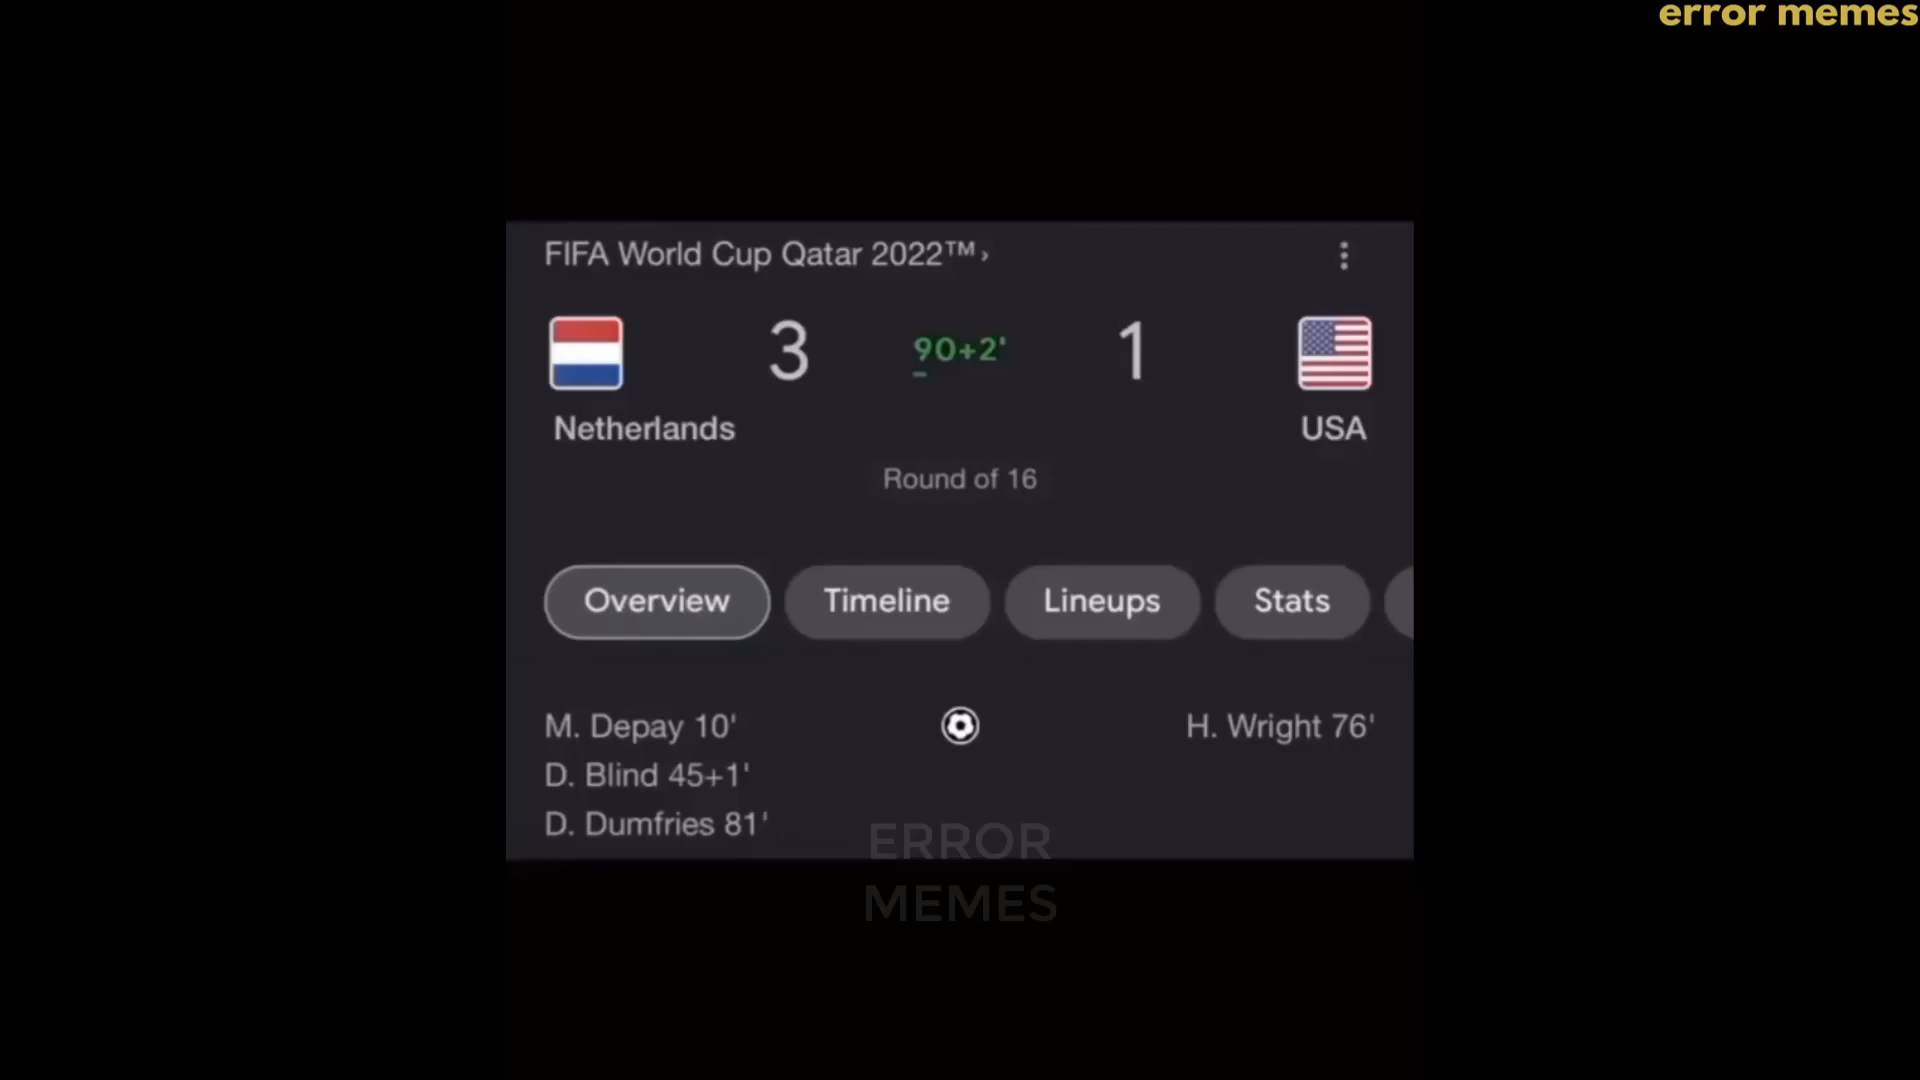 error memes
FIFA World Cup Qatar 2022™ ›
3 90+2' 1
Netherlands USA
Round of 16
Overview Timeline Lineups Stats
M. Depay 10' H. Wright 76'
D. Blind 45+1'
D. Dumfries 81'
ERROR
MEMES